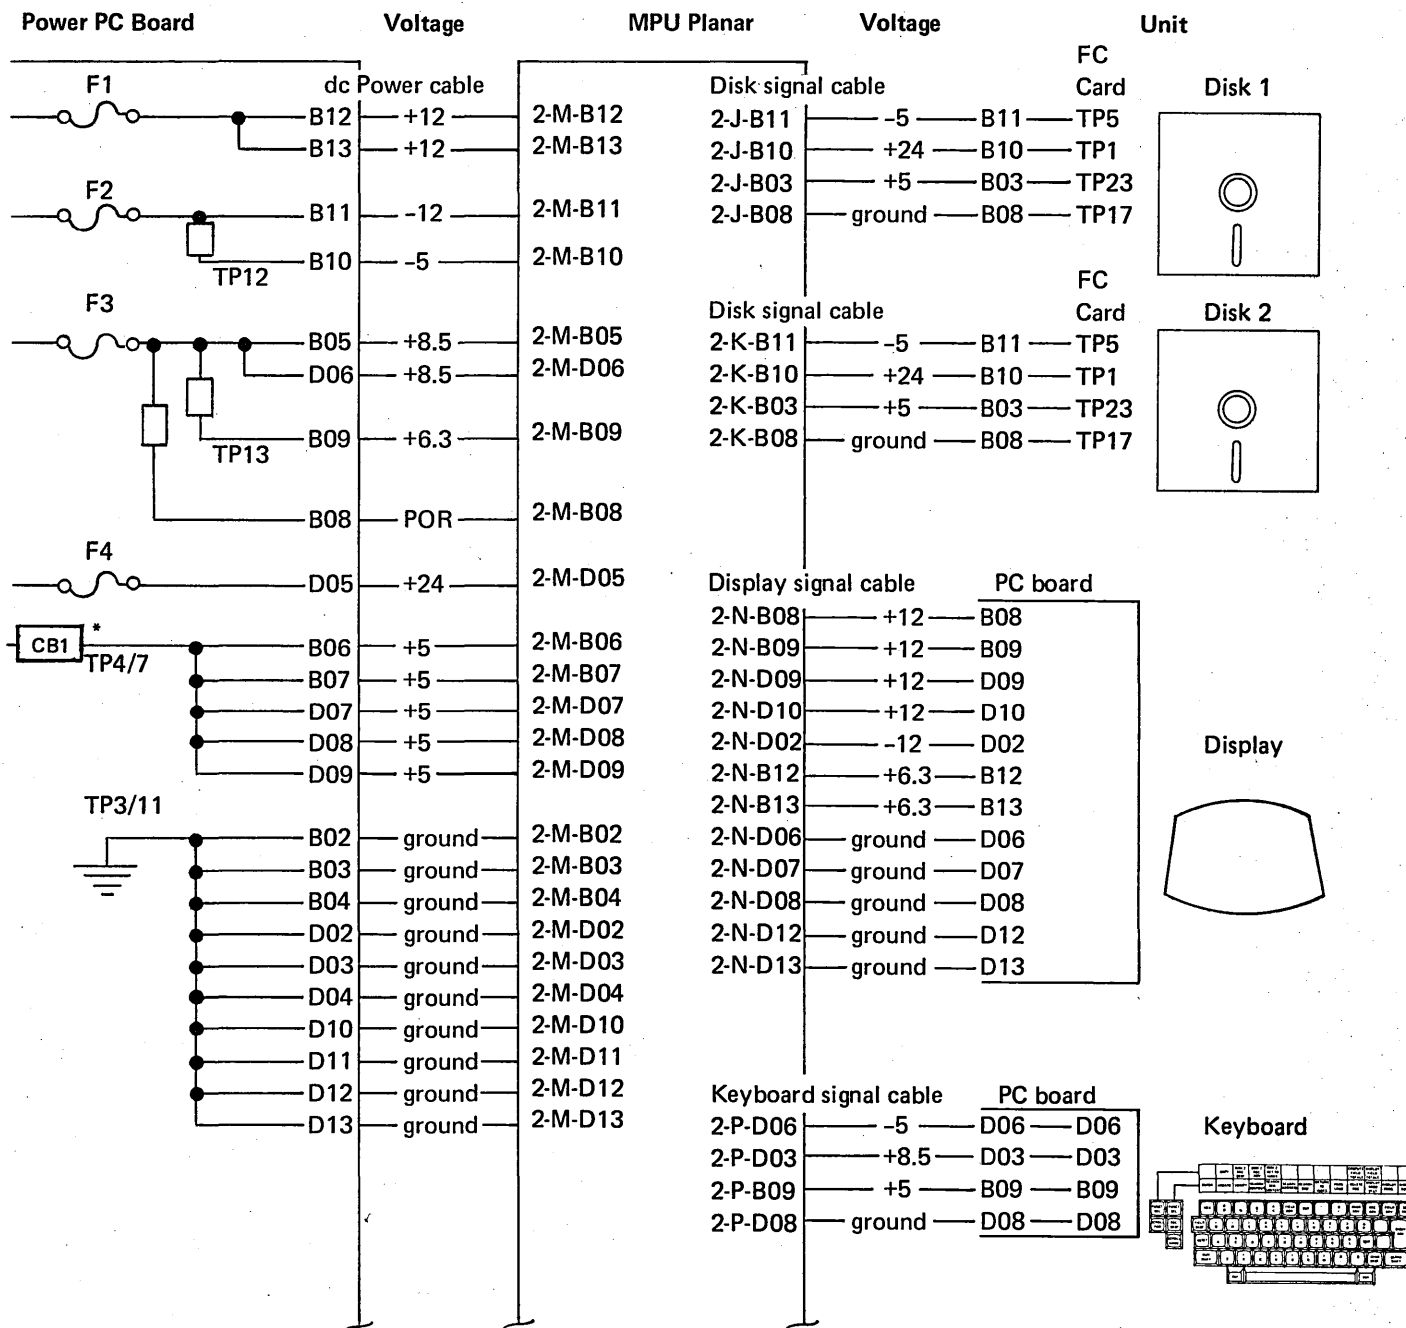 Power PC Board Voltage MPU Planar Voltage Unit
F1
dc Power cable
B12 +12 2-M-B12
B13 +12 2-M-B13
F2
B11 -12 2-M-B11
TP12
B10 -5 2-M-B10
F3
B05 +8.5 2-M-B05
D06 +8.5 2-M-D06
B09 +6.3 2-M-B09
TP13
B08 POR 2-M-B08
F4
D05 +24 2-M-D05
CB1 *
TP4/7
B06 +5 2-M-B06
B07 +5 2-M-B07
D07 +5 2-M-D07
D08 +5 2-M-D08
D09 +5 2-M-D09
TP3/11
B02 ground 2-M-B02
B03 ground 2-M-B03
B04 ground 2-M-B04
D02 ground 2-M-D02
D03 ground 2-M-D03
D04 ground 2-M-D04
D10 ground 2-M-D10
D11 ground 2-M-D11
D12 ground 2-M-D12
D13 ground 2-M-D13
FC
Disk signal cable Card Disk 1
2-J-B11 -5 B11 TP5
2-J-B10 +24 B10 TP1
2-J-B03 +5 B03 TP23
2-J-B08 ground B08 TP17
FC
Disk signal cable Card Disk 2
2-K-B11 -5 B11 TP5
2-K-B10 +24 B10 TP1
2-K-B03 +5 B03 TP23
2-K-B08 ground B08 TP17
Display signal cable PC board
2-N-B08 +12 B08
2-N-B09 +12 B09
2-N-D09 +12 D09
2-N-D10 +12 D10
2-N-D02 -12 D02
Display
2-N-B12 +6.3 B12
2-N-B13 +6.3 B13
2-N-D06 ground D06
2-N-D07 ground D07
2-N-D08 ground D08
2-N-D12 ground D12
2-N-D13 ground D13
Keyboard signal cable PC board
2-P-D06 -5 D06 D06
Keyboard
2-P-D03 +8.5 D03 D03
2-P-B09 +5 B09 B09
2-P-D08 ground D08 D08